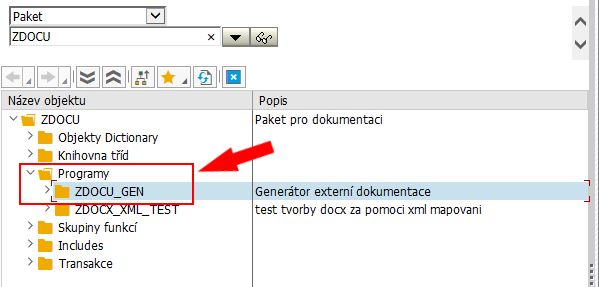 Paket
ZDOCU
Název objektu Popis
ZDOCU Paket pro dokumentaci
Objekty Dictionary
Knihovna tříd
Programy
ZDOCU_GEN Generátor externí dokumentace
ZDOCX_XML_TEST test tvorby docx za pomoci xml mapovani
Skupiny funkcí
Includes
Transakce